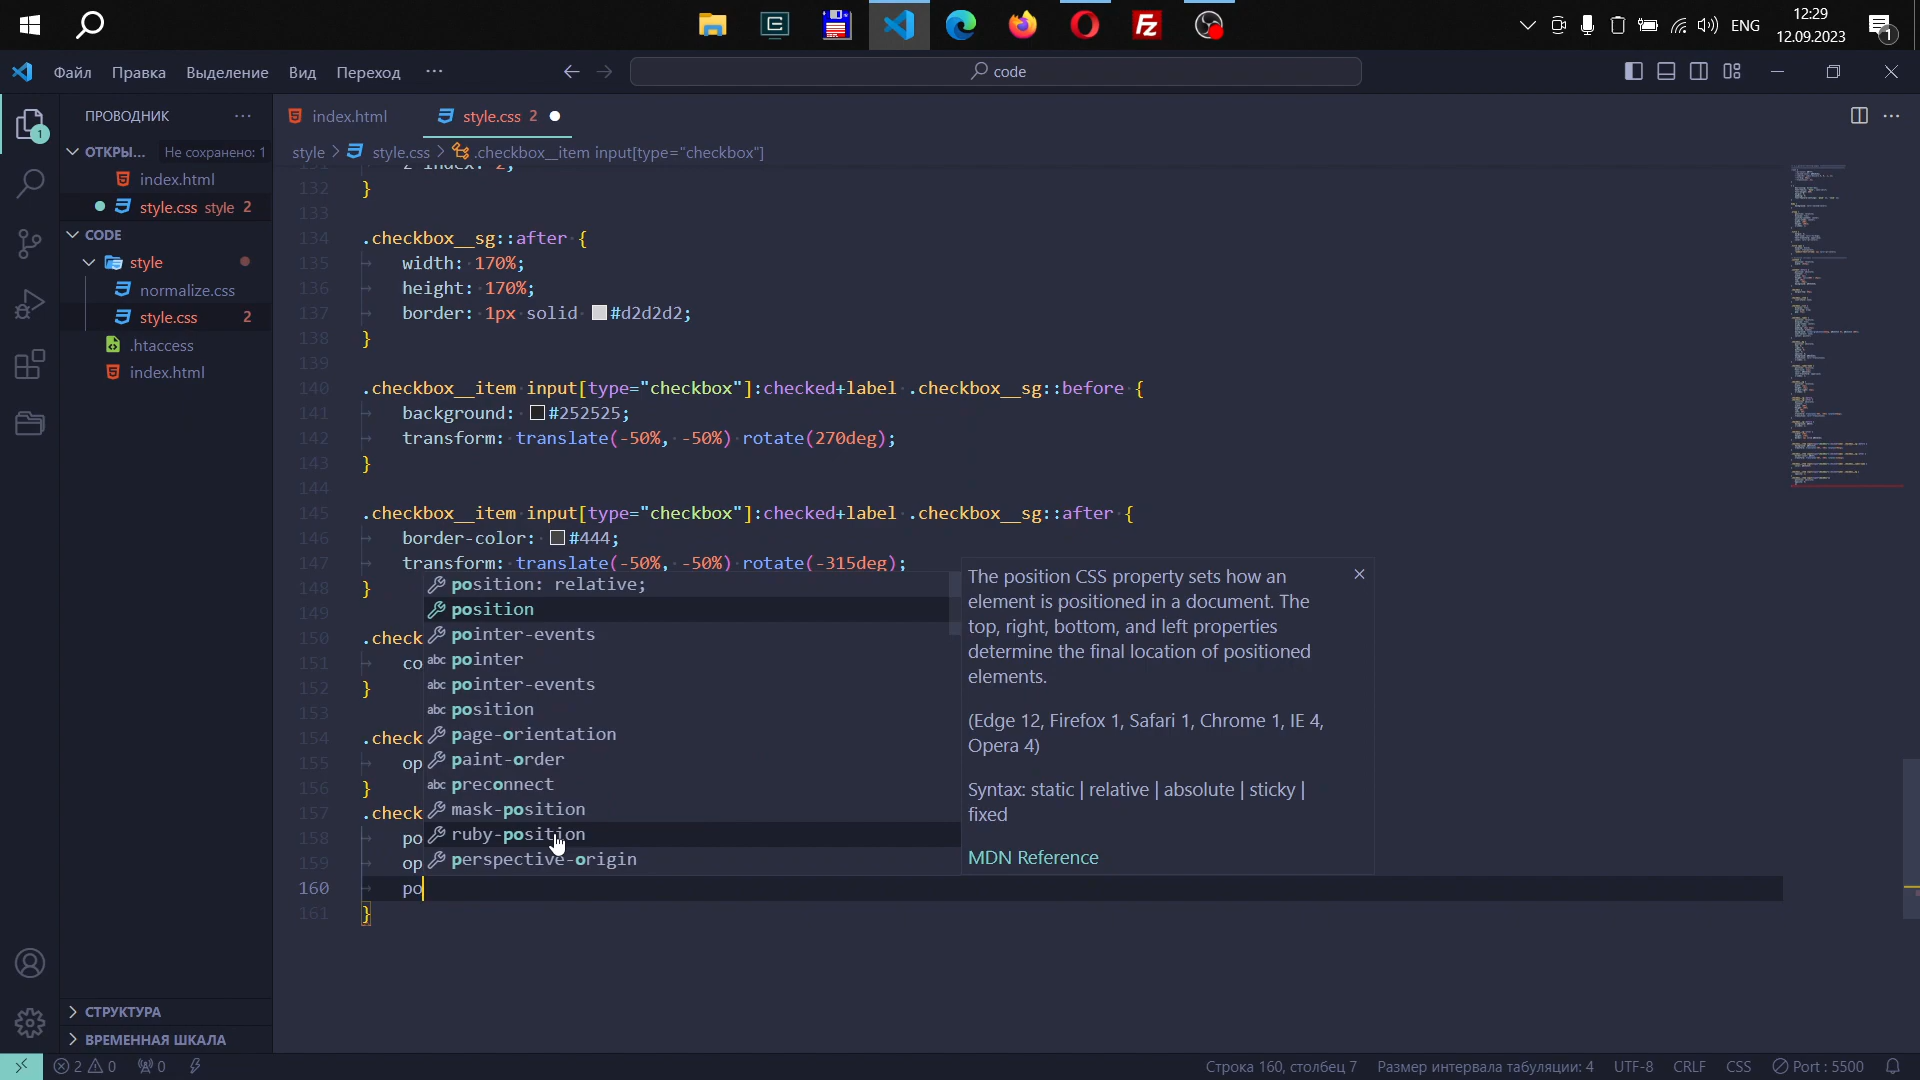 ENG
12:29
12.09.2023
1
Файл Правка Выделение Вид Переход ···
code
ПРОВОДНИК ···
1
ОТКРЫ... Не сохранено: 1
index.html
style.css style 2
CODE
style
normalize.css
style.css 2
.htaccess
index.html
index.html style.css 2
style > style.css > .checkbox__item input[type="checkbox"]
132 }
133
134 .checkbox__sg::after {
135 width: 170%;
136 height: 170%;
137 border: 1px solid #d2d2d2;
138 }
139
140 .checkbox__item input[type="checkbox"]:checked+label .checkbox__sg::before {
141 background: #252525;
142 transform: translate(-50%, -50%) rotate(270deg);
143 }
144
145 .checkbox__item input[type="checkbox"]:checked+label .checkbox__sg::after {
146 border-color: #444;
147 transform: translate(-50%, -50%) rotate(-315deg);
148 }
149
150 .check
151 co
152 }
153
154 .check
155 op
156 }
157 .check
158 po
159 op
160 po
161 }
position: relative;
position
pointer-events
abc pointer
abc pointer-events
abc position
page-orientation
paint-order
abc preconnect
mask-position
ruby-position
perspective-origin
The position CSS property sets how an
element is positioned in a document. The
top, right, bottom, and left properties
determine the final location of positioned
elements.
(Edge 12, Firefox 1, Safari 1, Chrome 1, IE 4,
Opera 4)
Syntax: static | relative | absolute | sticky |
fixed
MDN Reference
СТРУКТУРА
ВРЕМЕННАЯ ШКАЛА
2 0 0
Строка 160, столбец 7 Размер интервала табуляции: 4 UTF-8 CRLF CSS Port : 5500